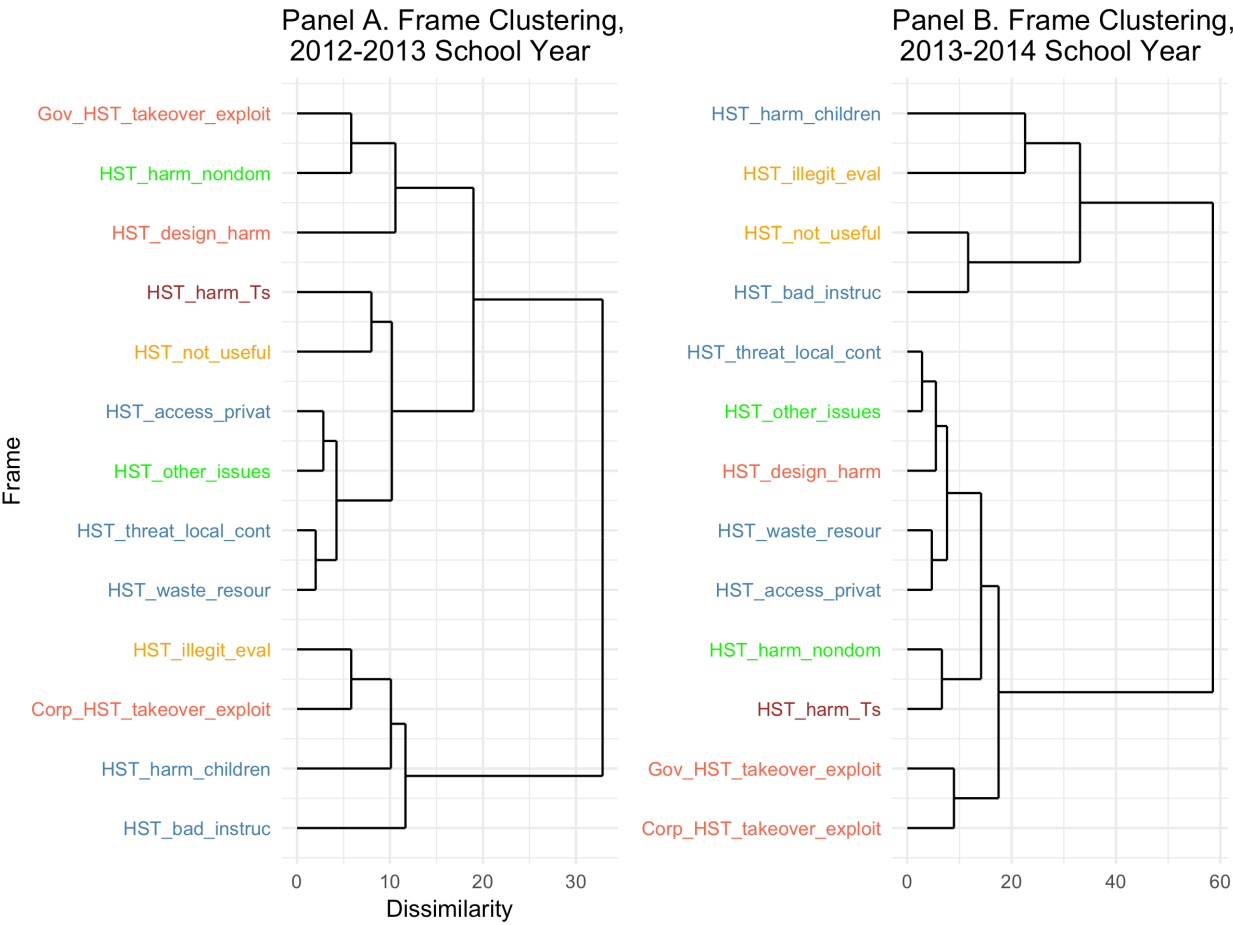 Panel A. Frame Clustering,
2012-2013 School Year
Gov_HST_takeover_exploit
HST_harm_nondom
HST_design_harm
HST_harm_Ts
HST_not_useful
HST_access_privat
HST_other_issues
HST_threat_local_cont
HST_waste_resour
HST_illegit_eval
Corp_HST_takeover_exploit
HST_harm_children
HST_bad_instruc
Frame
0 10 20 30
Dissimilarity
Panel B. Frame Clustering,
2013-2014 School Year
HST_harm_children
HST_illegit_eval
HST_not_useful
HST_bad_instruc
HST_threat_local_cont
HST_other_issues
HST_design_harm
HST_waste_resour
HST_access_privat
HST_harm_nondom
HST_harm_Ts
Gov_HST_takeover_exploit
Corp_HST_takeover_exploit
0 20 40 60